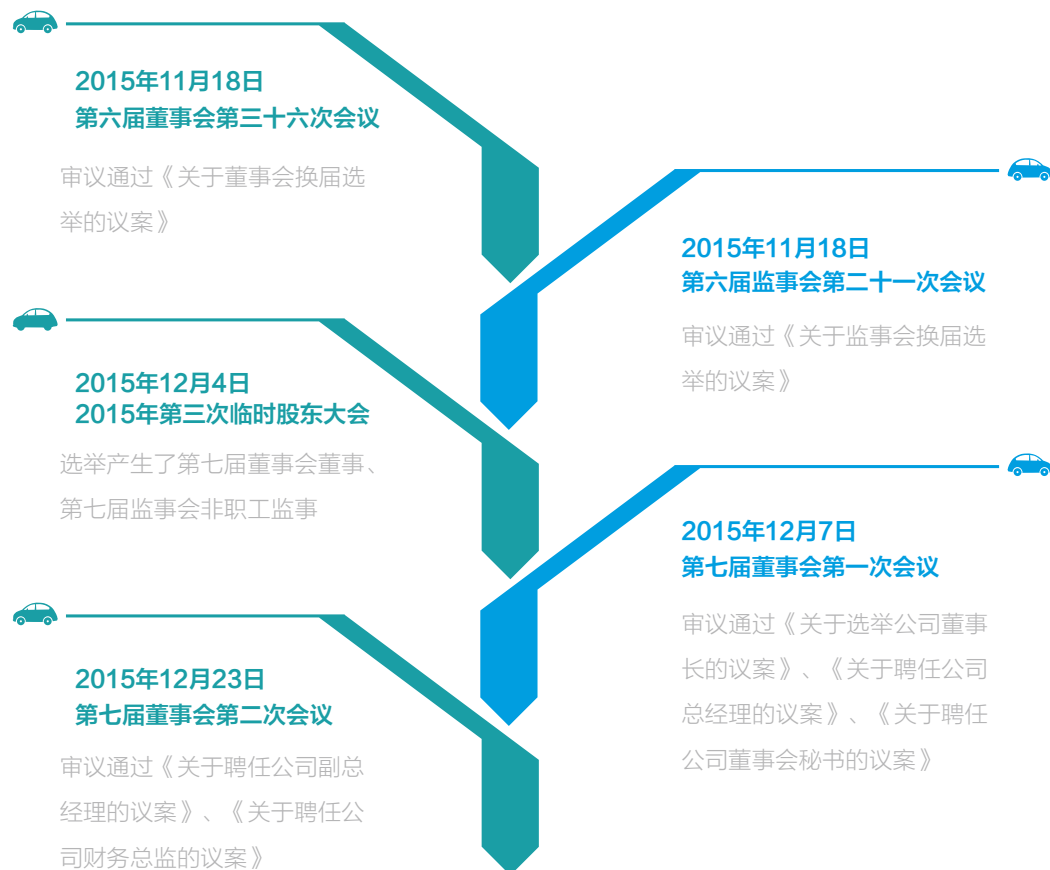 2015年11月18日
第六届董事会第三十六次会议
审议通过《关于董事会换届选
举的议案》
2015年11月18日
第六届监事会第二十一次会议
审议通过《关于监事会换届选
举的议案》
2015年12月4日
2015年第三次临时股东大会
选举产生了第七届董事会董事、
第七届监事会非职工监事
2015年12月7日
第七届董事会第一次会议
审议通过《关于选举公司董事
长的议案》、《关于聘任公司
总经理的议案》、《关于聘任
公司董事会秘书的议案》
2015年12月23日
第七届董事会第二次会议
审议通过《关于聘任公司副总
经理的议案》、《关于聘任公
司财务总监的议案》